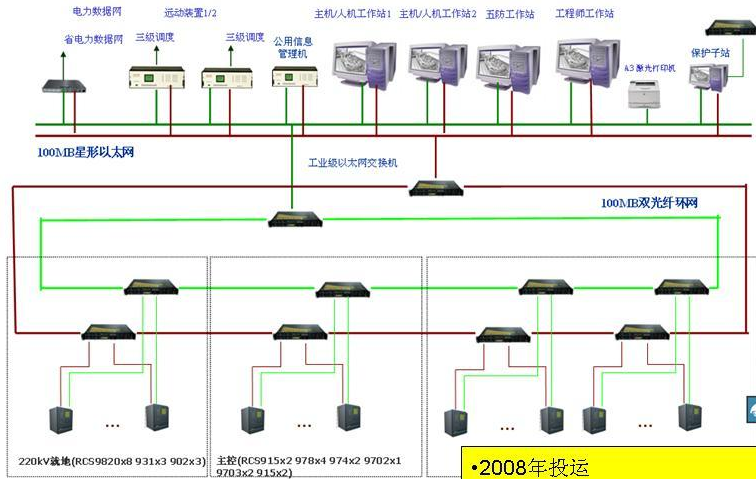 电力数据网
远动装置1/2
主机/人机工作站1
主机/人机工作站2
五防工作站
工程师工作站
省电力数据网
三级调度
三级调度
公用信息
管理机
保护子站
A3激光打印机
100MB星形以太网
工业级以太网交换机
100MB双光纤环网
...
...
...
...
220kV就地(RCS9820x8 931x3 902x3)
主控(RCS915x2 978x4 974x2 9702x1
9703x2 915x2)
•2008年投运